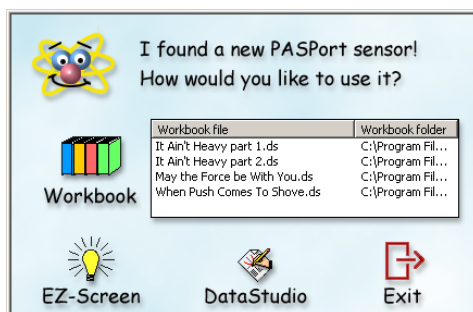 I found a new PASPort sensor!
How would you like to use it?
Workbook file Workbook folder
It Ain't Heavy part 1.ds C:\Program Fil...
It Ain't Heavy part 2.ds C:\Program Fil...
May the Force be With You.ds C:\Program Fil...
When Push Comes To Shove.ds C:\Program Fil...
Workbook
EZ-Screen DataStudio Exit